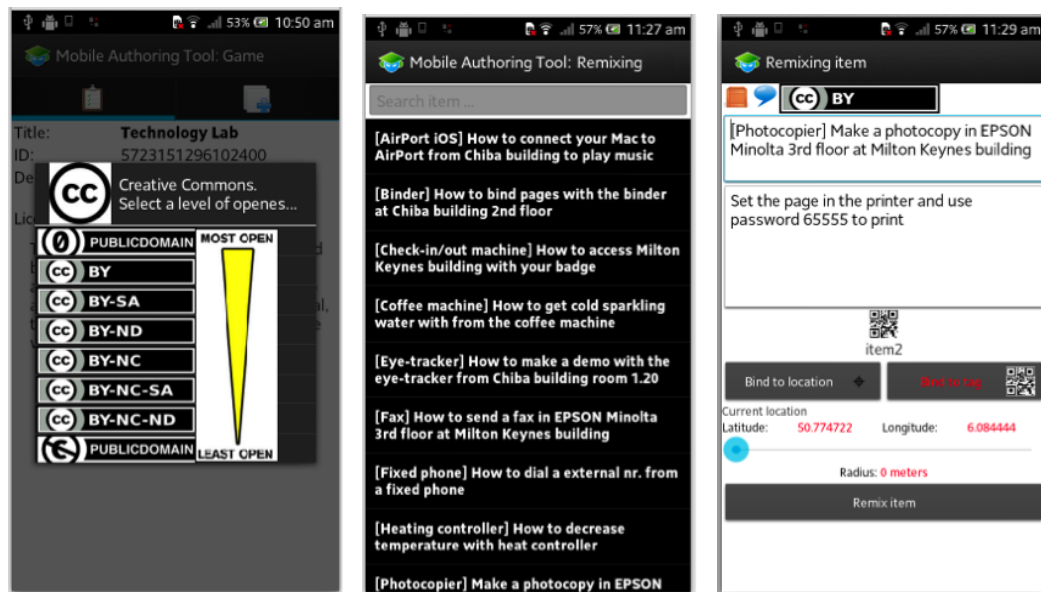 53% 10:50 am
Mobile Authoring Tool: Game
Title: Technology Lab
ID: 5723151296102400
De
Creative Commons.
Select a level of openes...
Lic
PUBLICDOMAIN
MOST OPEN
cc BY
cc BY-SA
cc BY-ND
cc BY-NC
cc BY-NC-SA
cc BY-NC-ND
PUBLICDOMAIN
LEAST OPEN
57% 11:27 am
Mobile Authoring Tool: Remixing
Search item ...
[AirPort iOS] How to connect your Mac to
AirPort from Chiba building to play music
[Binder] How to bind pages with the binder
at Chiba building 2nd floor
[Check-in/out machine] How to access Milton
Keynes building with your badge
[Coffee machine] How to get cold sparkling
water with from the coffee machine
[Eye-tracker] How to make a demo with the
eye-tracker from Chiba building room 1.20
[Fax] How to send a fax in EPSON Minolta
3rd floor at Milton Keynes building
[Fixed phone] How to dial a external nr. from
a fixed phone
[Heating controller] How to decrease
temperature with heat controller
[Photocopier] Make a photocopy in EPSON
57% 11:29 am
Remixing item
cc BY
[Photocopier] Make a photocopy in EPSON
Minolta 3rd floor at Milton Keynes building
Set the page in the printer and use
password 65555 to print
item2
Bind to location
Bind to tag
Current location
Latitude: 50.774722 Longitude: 6.084444
Radius: 0 meters
Remix item